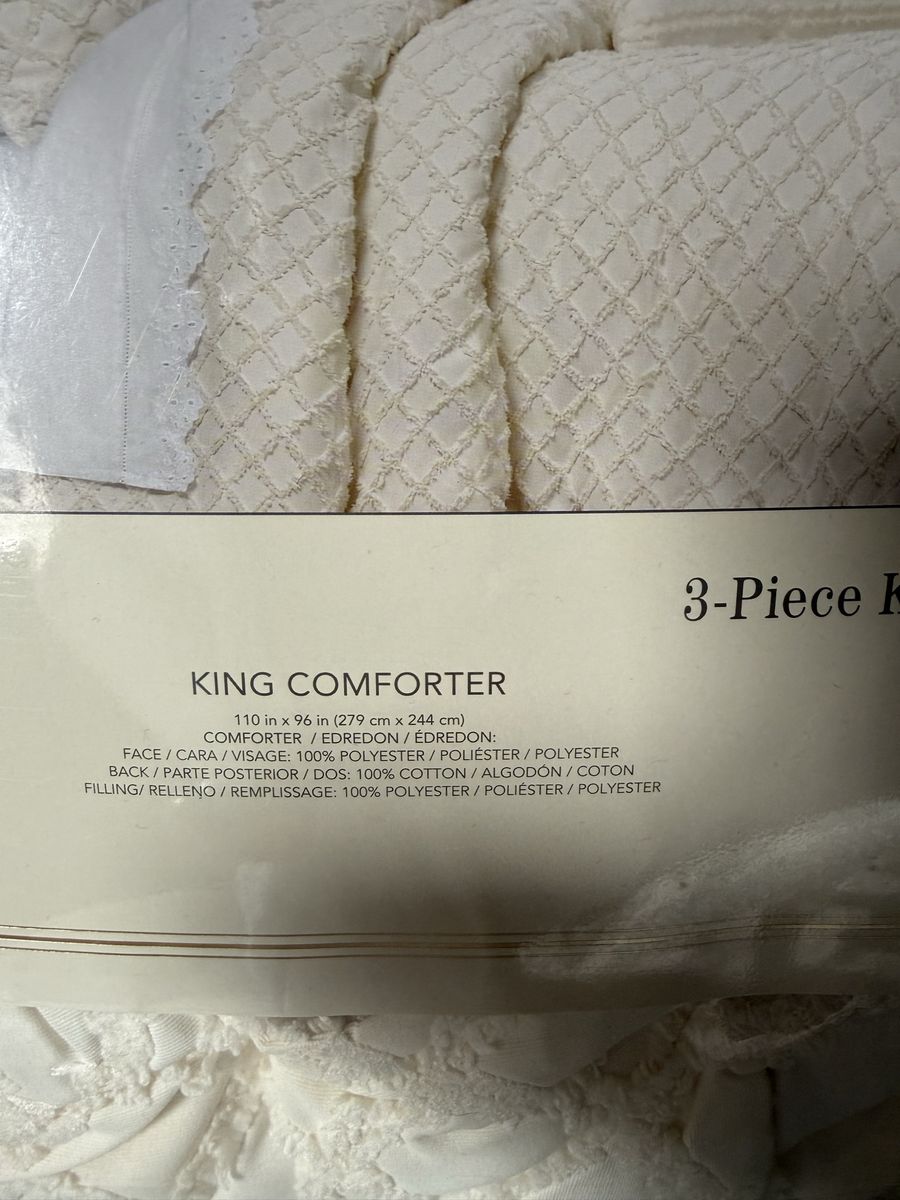 3-Piece K
KING COMFORTER
110 in x 96 in (279 cm x 244 cm)
COMFORTER / EDREDON / ÉDREDON:
FACE / CARA / VISAGE: 100% POLYESTER / POLIÉSTER / POLYESTER
BACK / PARTE POSTERIOR / DOS: 100% COTTON / ALGODÓN / COTON
FILLING/ RELLENO / REMPLISSAGE: 100% POLYESTER / POLIÉSTER / POLYESTER